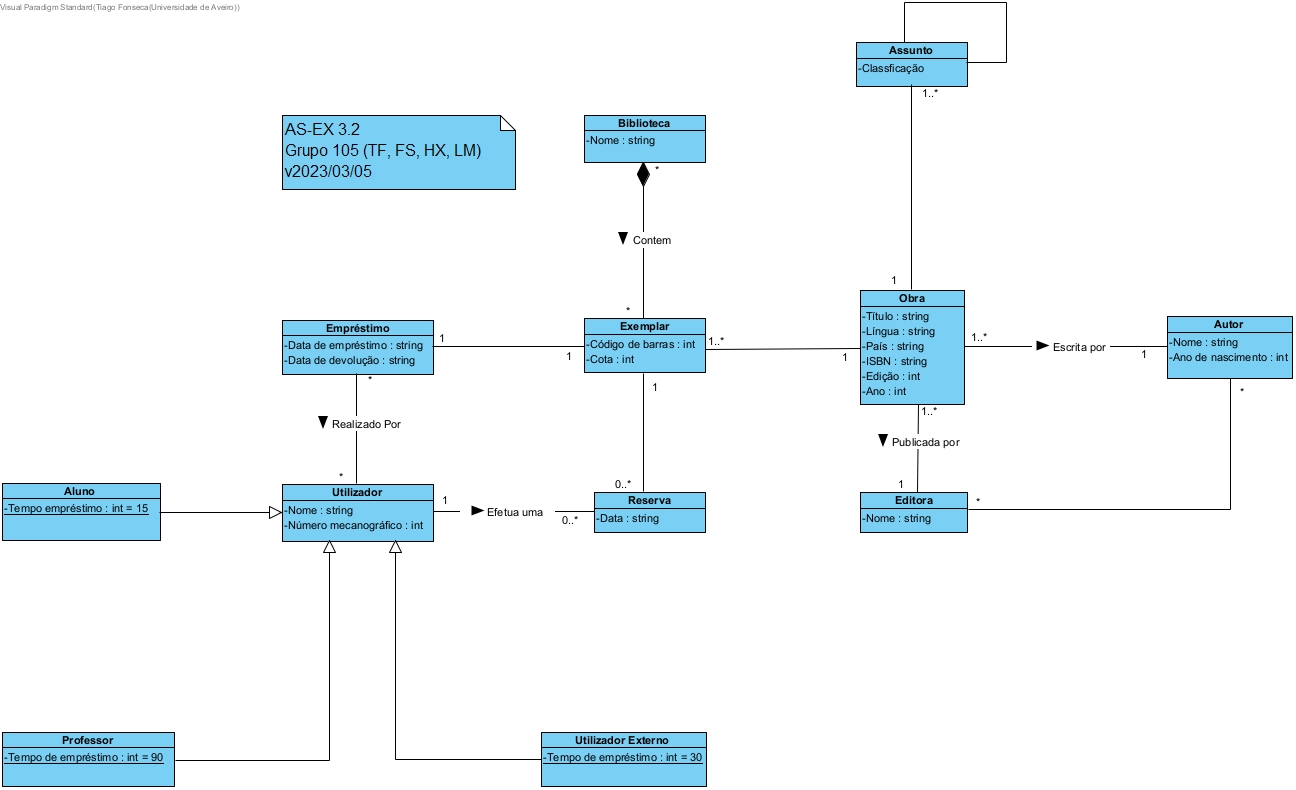 Visual Paradigm Standard(Tiago Fonseca(Universidade de Aveiro))
Assunto
-Classficação
1..*
AS-EX 3.2
Grupo 105 (TF, FS, HX, LM)
v2023/03/05
Biblioteca
-Nome : string
*
Contem
*
1
Obra
-Título : string
-Língua : string
-País : string
-ISBN : string
-Edição : int
-Ano : int
Empréstimo
-Data de empréstimo : string
-Data de devolução : string
1
1
*
Exemplar
-Código de barras : int
-Cota : int
1..*
1
1
1..*
Escrita por
1
Autor
-Nome : string
-Ano de nascimento : int
*
Realizado Por
*
1..*
Publicada por
1
Aluno
-Tempo empréstimo : int = 15
Utilizador
-Nome : string
-Número mecanográfico : int
1
Efetua uma
0..*
0..*
Reserva
-Data : string
Editora
-Nome : string
*
Professor
-Tempo de empréstimo : int = 90
Utilizador Externo
-Tempo de empréstimo : int = 30